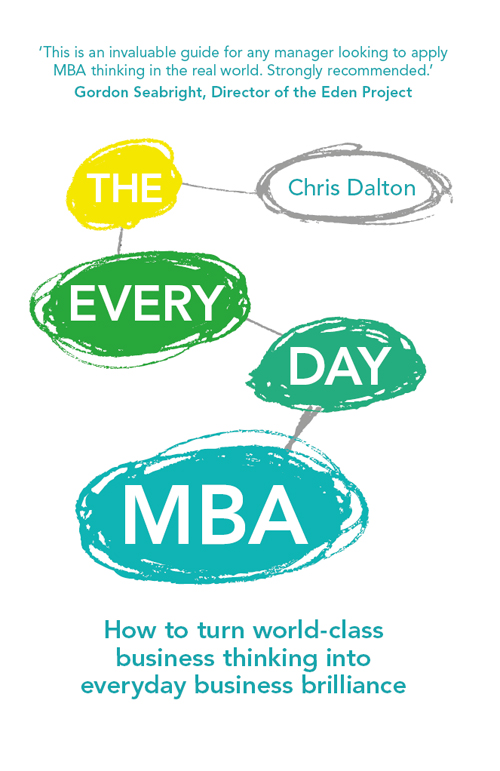 ‘This is an invaluable guide for any manager looking to apply
MBA thinking in the real world. Strongly recommended.’
Gordon Seabright, Director of the Eden Project
THE
Chris Dalton
EVERY
DAY
MBA
How to turn world-class
business thinking into
everyday business brilliance